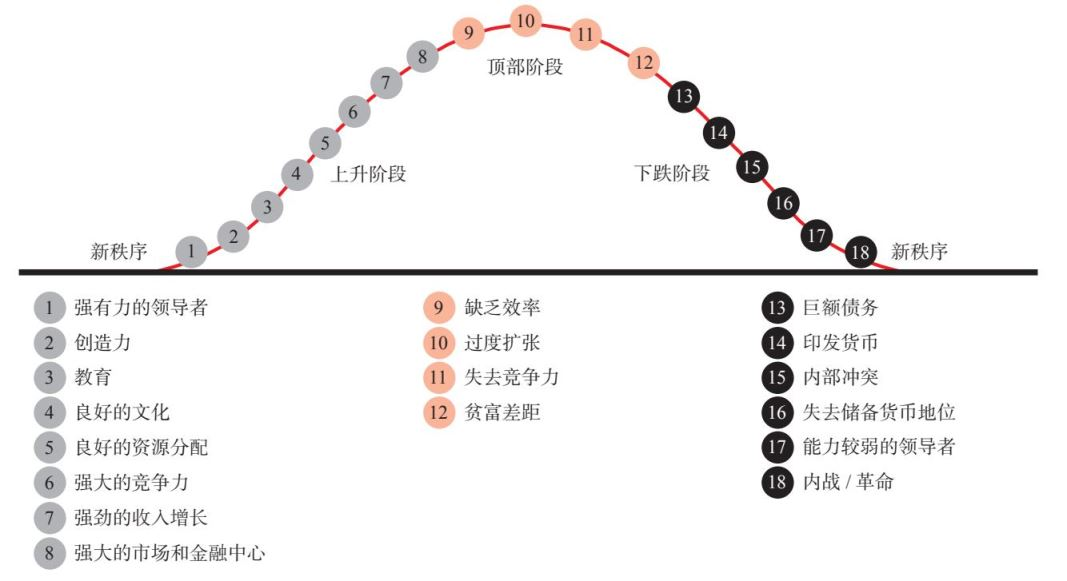 10
9
11
8
12
顶部阶段
7
13
6
14
5
15
4
上升阶段
下跌阶段
3
16
2
17
新秩序
1
18
新秩序
1 强有力的领导者
2 创造力
3 教育
4 良好的文化
5 良好的资源分配
6 强大的竞争力
7 强劲的收入增长
8 强大的市场和金融中心
9 缺乏效率
10 过度扩张
11 失去竞争力
12 贫富差距
13 巨额债务
14 印发货币
15 内部冲突
16 失去储备货币地位
17 能力较弱的领导者
18 内战 / 革命